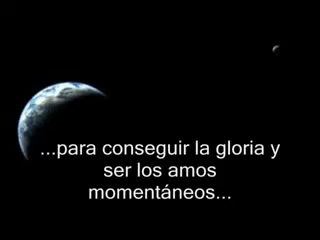 ...para conseguir la gloria y
ser los amos
momentáneos...